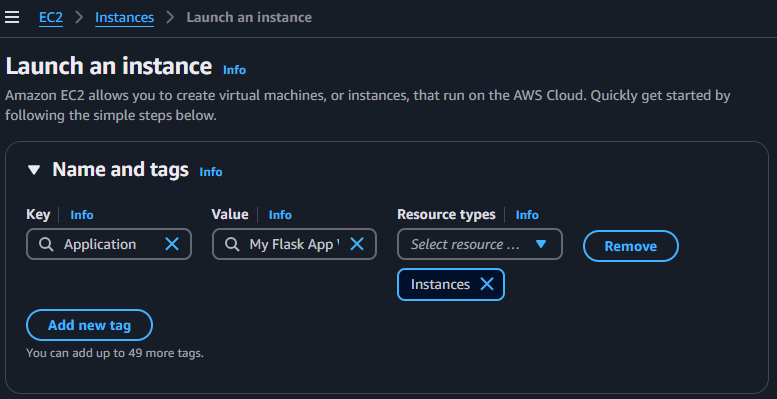 EC2 > Instances > Launch an instance
Launch an instance Info
Amazon EC2 allows you to create virtual machines, or instances, that run on the AWS Cloud. Quickly get started by
following the simple steps below.
Name and tags Info
Key Info Value Info Resource types Info
Application My Flask App Select resource ... Remove
Instances
Add new tag
You can add up to 49 more tags.